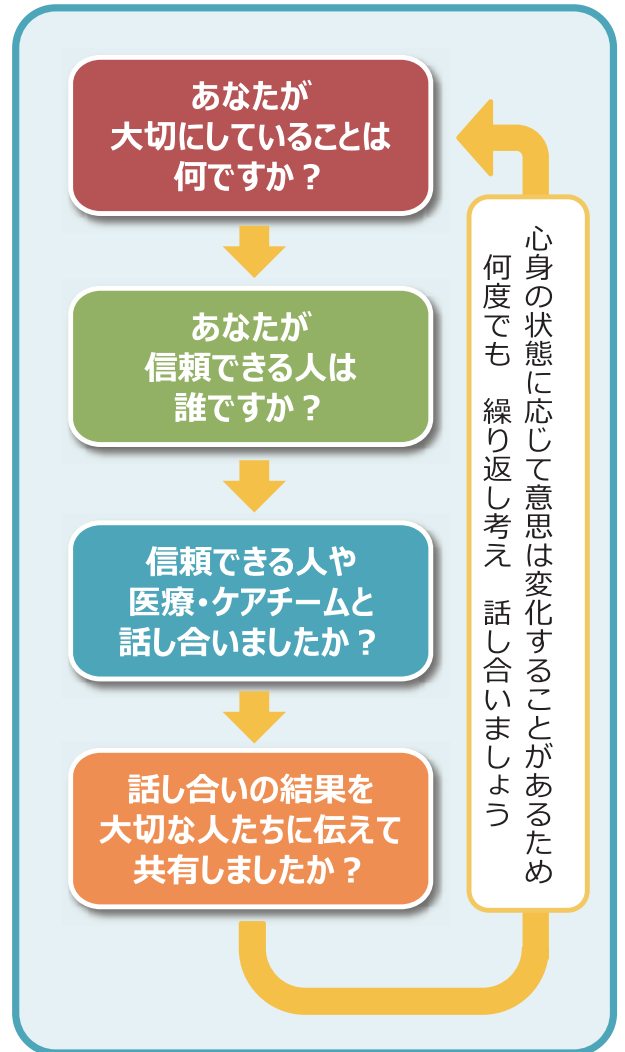 あなたが
大切にしていることは
何ですか？
あなたが
信頼できる人は
誰ですか？
信頼できる人や
医療・ケアチームと
話し合いましたか？
話し合いの結果を
大切な人たちに伝えて
共有しましたか？
心身の状態に応じて意思は変化することがあるため
何度でも　繰り返し考え　話し合いましょう